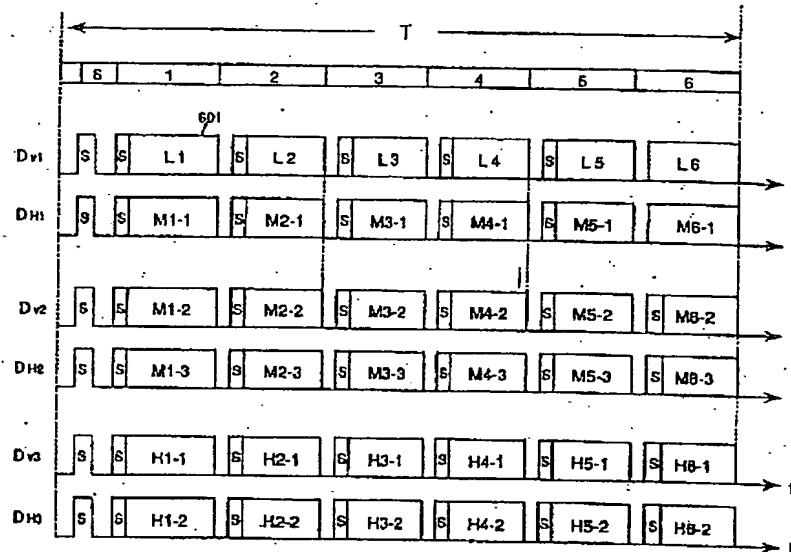 T
S 1 2 3 4 5 6
601
Dv1 S S L1 S L2 S L3 S L4 S L5 L6
DH1 S S M1-1 S M2-1 S M3-1 S M4-1 S M5-1 M6-1
Dv2 S S M1-2 S M2-2 S M3-2 S M4-2 S M5-2 S M6-2
DH2 S S M1-3 S M2-3 S M3-3 S M4-3 S M5-3 S M6-3
Dv3 S S H1-1 S H2-1 S H3-1 S H4-1 S H5-1 S H6-1 t
DH3 S S H1-2 S H2-2 S H3-2 S H4-2 S H5-2 S H6-2